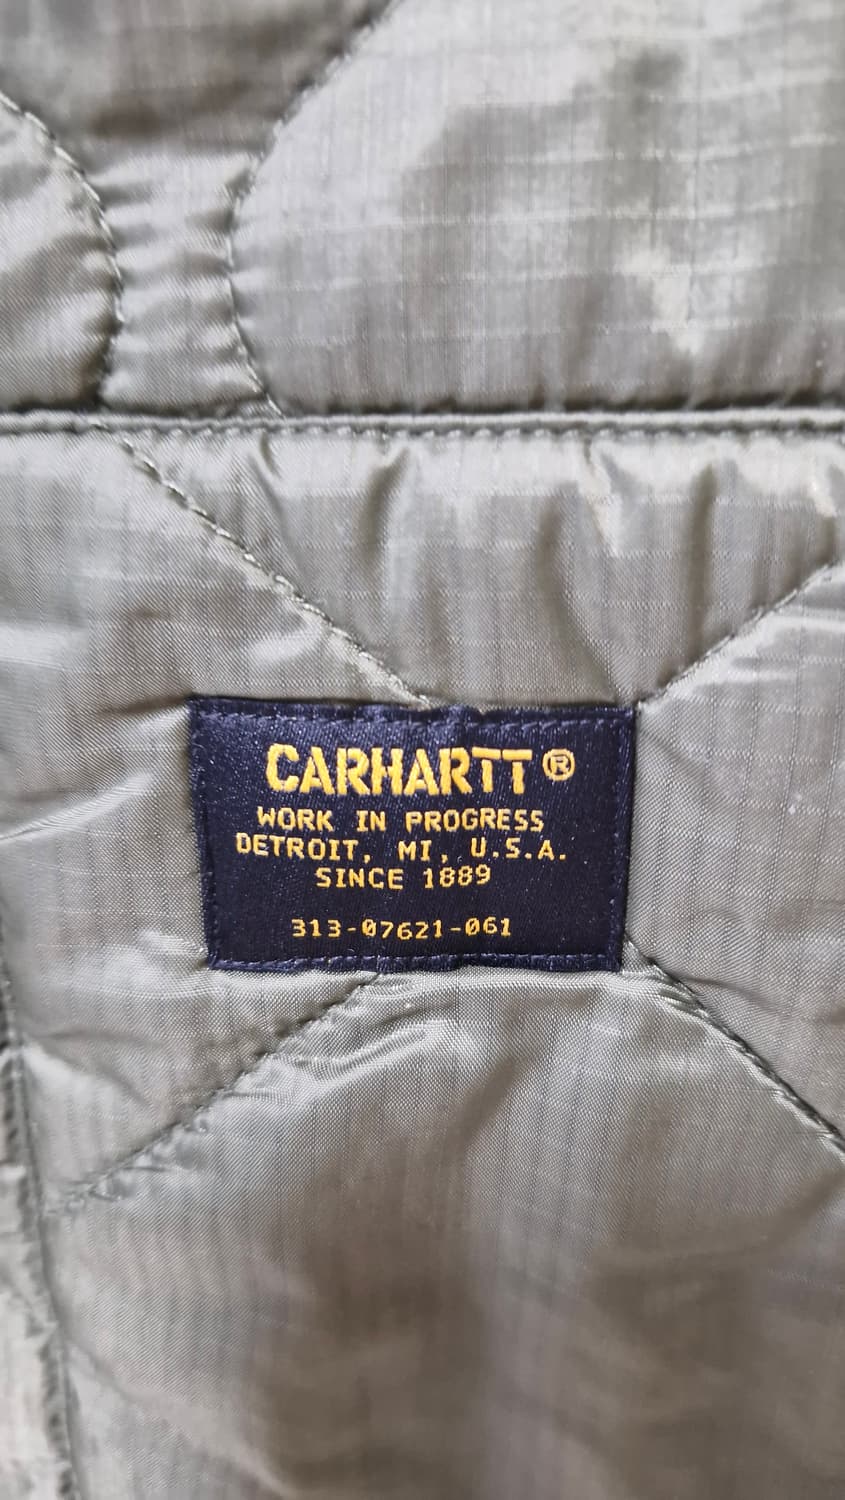 CARHARTT®
WORK IN PROGRESS
DETROIT, MI, U.S.A.
SINCE 1889
313-07621-061